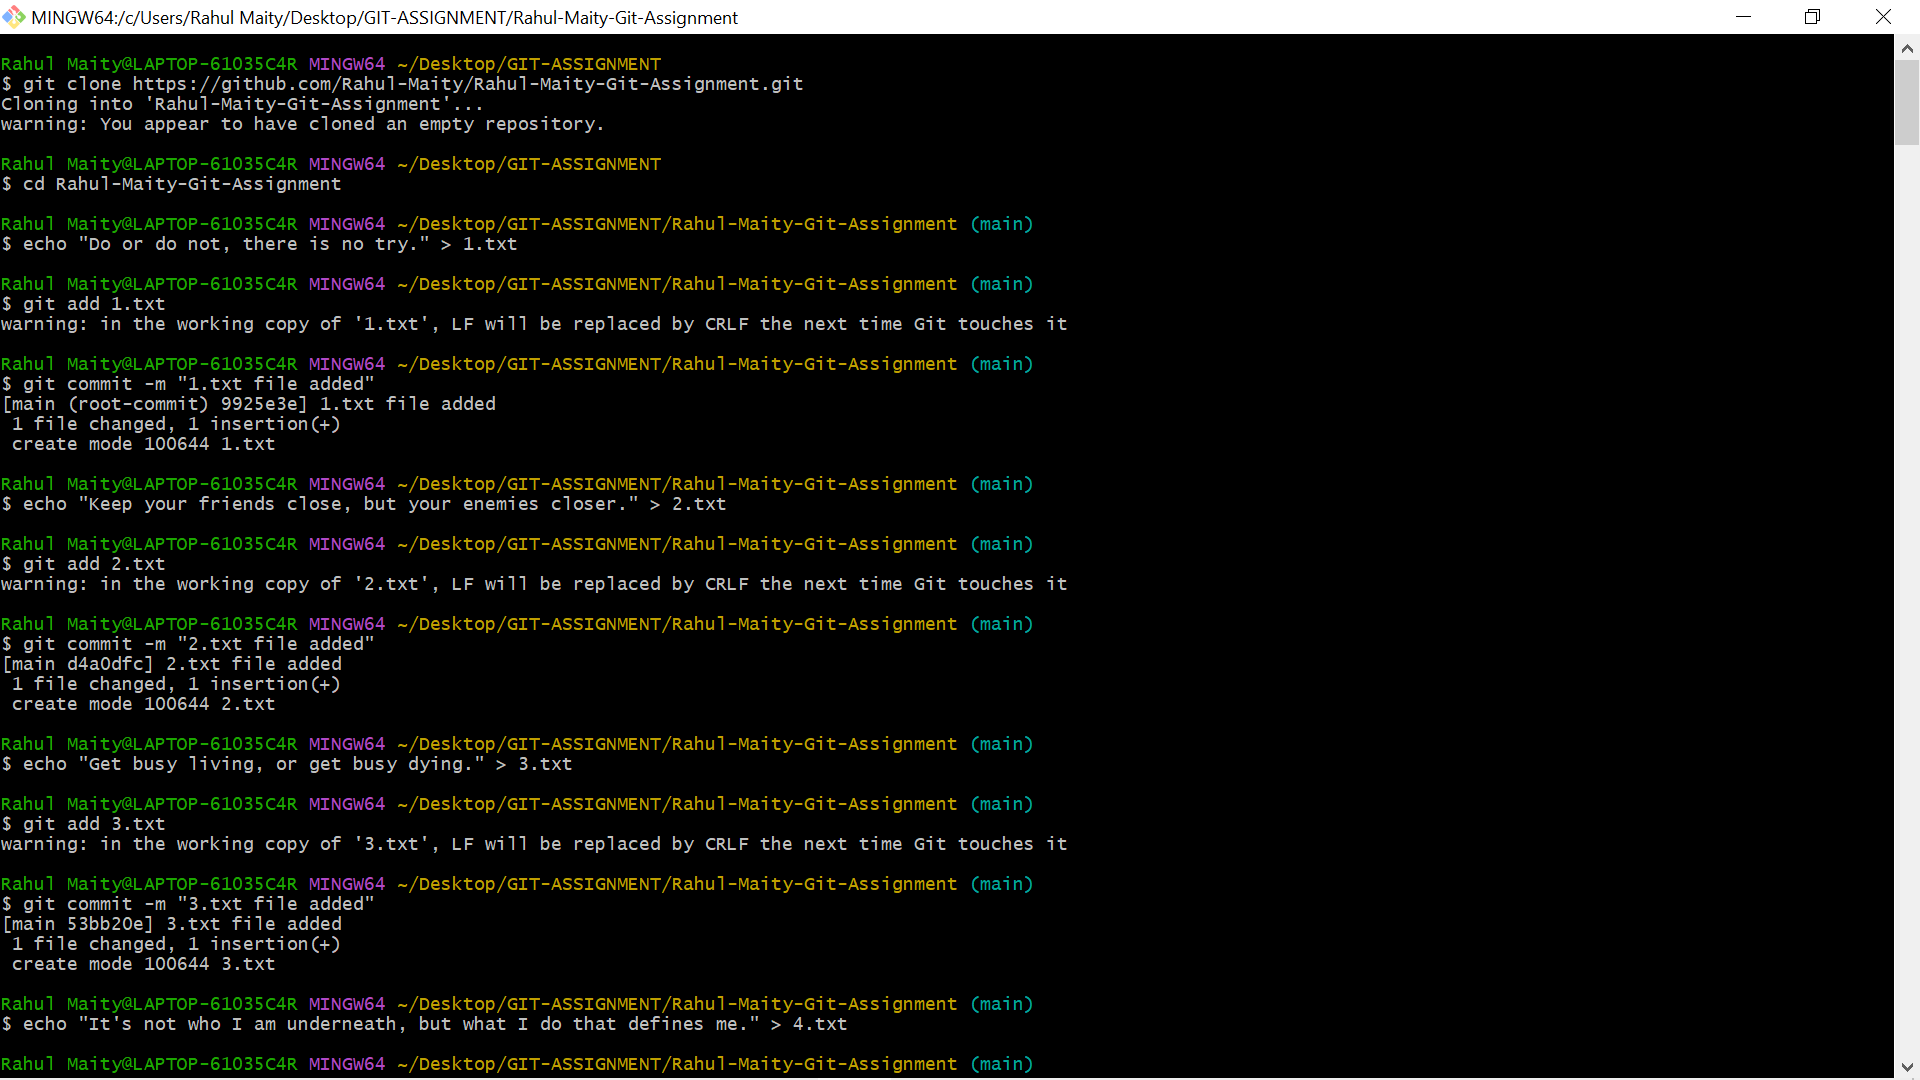 MINGW64:/c/Users/Rahul Maity/Desktop/GIT-ASSIGNMENT/Rahul-Maity-Git-Assignment
Rahul Maity@LAPTOP-61035C4R MINGW64 ~/Desktop/GIT-ASSIGNMENT
$ git clone https://github.com/Rahul-Maity/Rahul-Maity-Git-Assignment.git
Cloning into 'Rahul-Maity-Git-Assignment'...
warning: You appear to have cloned an empty repository.
Rahul Maity@LAPTOP-61035C4R MINGW64 ~/Desktop/GIT-ASSIGNMENT
$ cd Rahul-Maity-Git-Assignment
Rahul Maity@LAPTOP-61035C4R MINGW64 ~/Desktop/GIT-ASSIGNMENT/Rahul-Maity-Git-Assignment (main)
$ echo "Do or do not, there is no try." > 1.txt
Rahul Maity@LAPTOP-61035C4R MINGW64 ~/Desktop/GIT-ASSIGNMENT/Rahul-Maity-Git-Assignment (main)
$ git add 1.txt
warning: in the working copy of '1.txt', LF will be replaced by CRLF the next time Git touches it
Rahul Maity@LAPTOP-61035C4R MINGW64 ~/Desktop/GIT-ASSIGNMENT/Rahul-Maity-Git-Assignment (main)
$ git commit -m "1.txt file added"
[main (root-commit) 9925e3e] 1.txt file added
1 file changed, 1 insertion(+)
create mode 100644 1.txt
Rahul Maity@LAPTOP-61035C4R MINGW64 ~/Desktop/GIT-ASSIGNMENT/Rahul-Maity-Git-Assignment (main)
$ echo "Keep your friends close, but your enemies closer." > 2.txt
Rahul Maity@LAPTOP-61035C4R MINGW64 ~/Desktop/GIT-ASSIGNMENT/Rahul-Maity-Git-Assignment (main)
$ git add 2.txt
warning: in the working copy of '2.txt', LF will be replaced by CRLF the next time Git touches it
Rahul Maity@LAPTOP-61035C4R MINGW64 ~/Desktop/GIT-ASSIGNMENT/Rahul-Maity-Git-Assignment (main)
$ git commit -m "2.txt file added"
[main d4a0dfc] 2.txt file added
1 file changed, 1 insertion(+)
create mode 100644 2.txt
Rahul Maity@LAPTOP-61035C4R MINGW64 ~/Desktop/GIT-ASSIGNMENT/Rahul-Maity-Git-Assignment (main)
$ echo "Get busy living, or get busy dying." > 3.txt
Rahul Maity@LAPTOP-61035C4R MINGW64 ~/Desktop/GIT-ASSIGNMENT/Rahul-Maity-Git-Assignment (main)
$ git add 3.txt
warning: in the working copy of '3.txt', LF will be replaced by CRLF the next time Git touches it
Rahul Maity@LAPTOP-61035C4R MINGW64 ~/Desktop/GIT-ASSIGNMENT/Rahul-Maity-Git-Assignment (main)
$ git commit -m "3.txt file added"
[main 53bb20e] 3.txt file added
1 file changed, 1 insertion(+)
create mode 100644 3.txt
Rahul Maity@LAPTOP-61035C4R MINGW64 ~/Desktop/GIT-ASSIGNMENT/Rahul-Maity-Git-Assignment (main)
$ echo "It's not who I am underneath, but what I do that defines me." > 4.txt
Rahul Maity@LAPTOP-61035C4R MINGW64 ~/Desktop/GIT-ASSIGNMENT/Rahul-Maity-Git-Assignment (main)